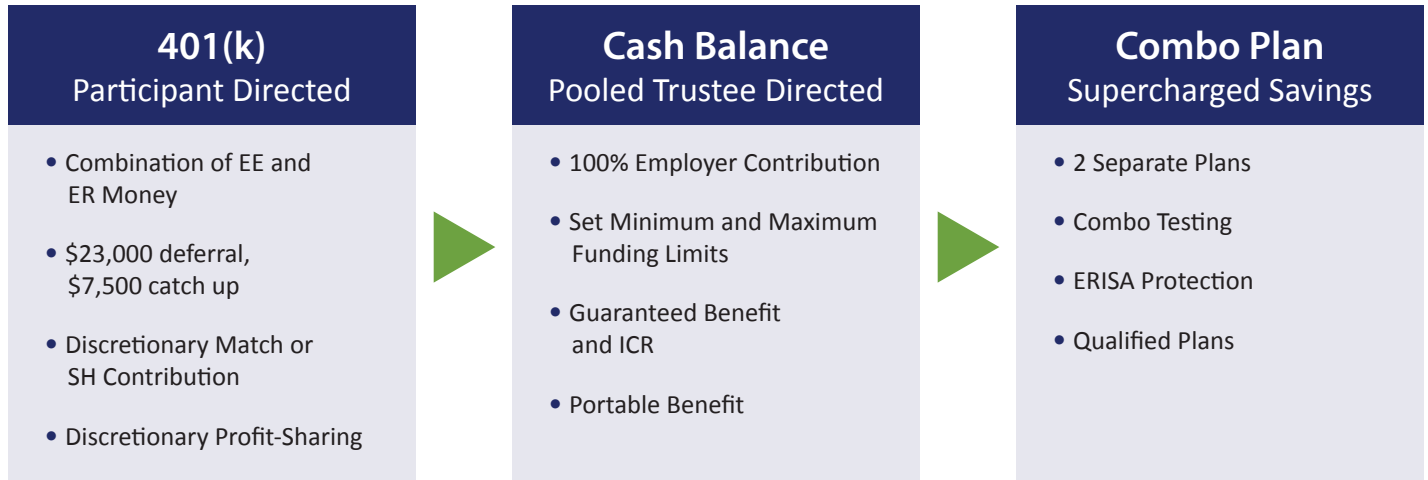 401(k)
Participant Directed
• Combination of EE and
ER Money
• $23,000 deferral,
$7,500 catch up
• Discretionary Match or
SH Contribution
• Discretionary Profit-Sharing
Cash Balance
Pooled Trustee Directed
• 100% Employer Contribution
• Set Minimum and Maximum
Funding Limits
• Guaranteed Benefit
and ICR
• Portable Benefit
Combo Plan
Supercharged Savings
• 2 Separate Plans
• Combo Testing
• ERISA Protection
• Qualified Plans